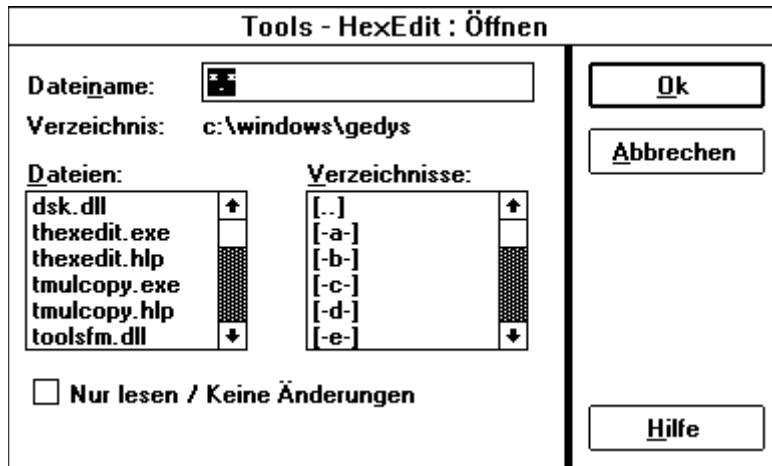 Tools - HexEdit : Öffnen
Dateiname: *.*
Verzeichnis: c:\windows\gedys
Dateien:
dsk.dll
thexedit.exe
thexedit.hlp
tmulcopy.exe
tmulcopy.hlp
toolsfm.dll
Verzeichnisse:
[..]
[-a-]
[-b-]
[-c-]
[-d-]
[-e-]
Nur lesen / Keine Änderungen
Ok
Abbrechen
Hilfe